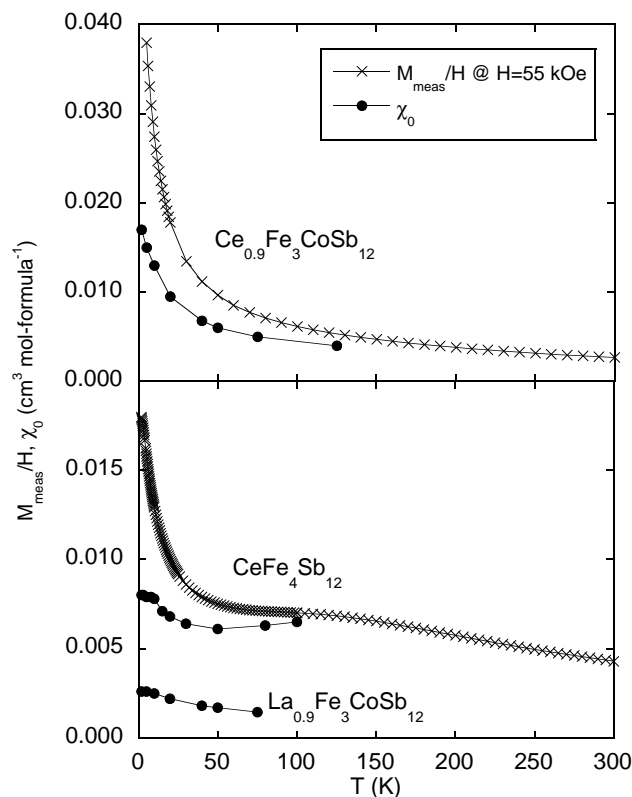 0.040
M_meas/H @ H=55 kOe
χ_0
0.030
0.020
Ce_0.9Fe_3CoSb_12
0.010
0.000
M_meas/H, χ_0 (cm^3 mol-formula^-1)
0.015
0.010
CeFe_4Sb_12
0.005
La_0.9Fe_3CoSb_12
0.000
0 50 100 150 200 250 300
T (K)